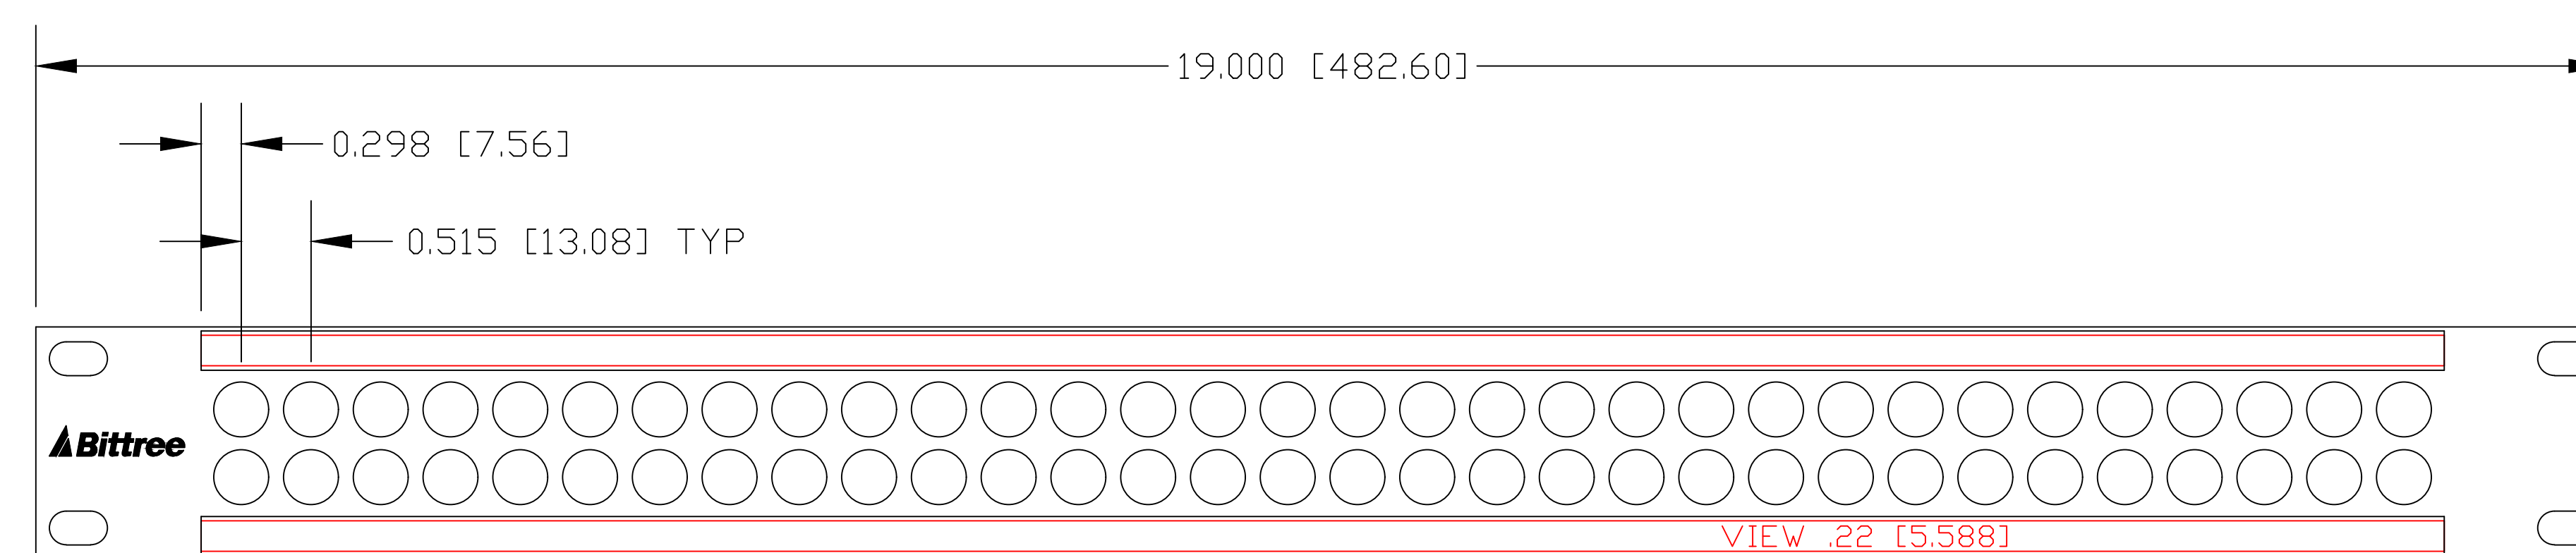 19.000 [482.60]
0.298 [7.56]
0.515 [13.08] TYP
Bittree
VIEW .22 [5.588]